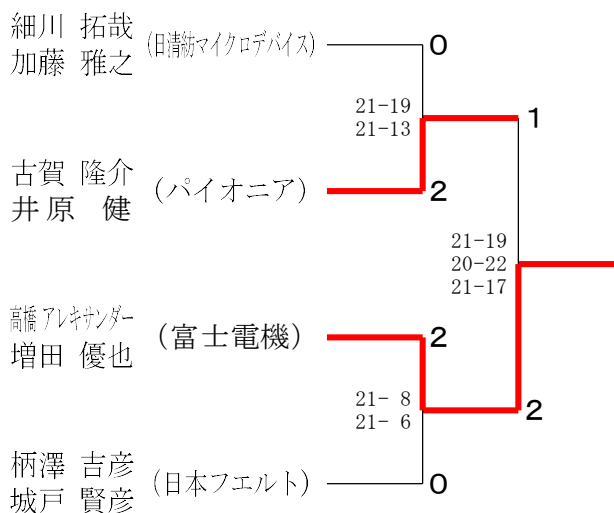 細川 拓哉
加藤 雅之
(日清紡マイクロデバイス)
0
21-19
21-13
1
古賀 隆介
井原 健
(パイオニア)
2
21-19
20-22
21-17
高橋 アレキサンダー
増田 優也
(富士電機)
2
21- 8
21- 6
2
柄澤 吉彦
城戸 賢彦
(日本フエルト)
0